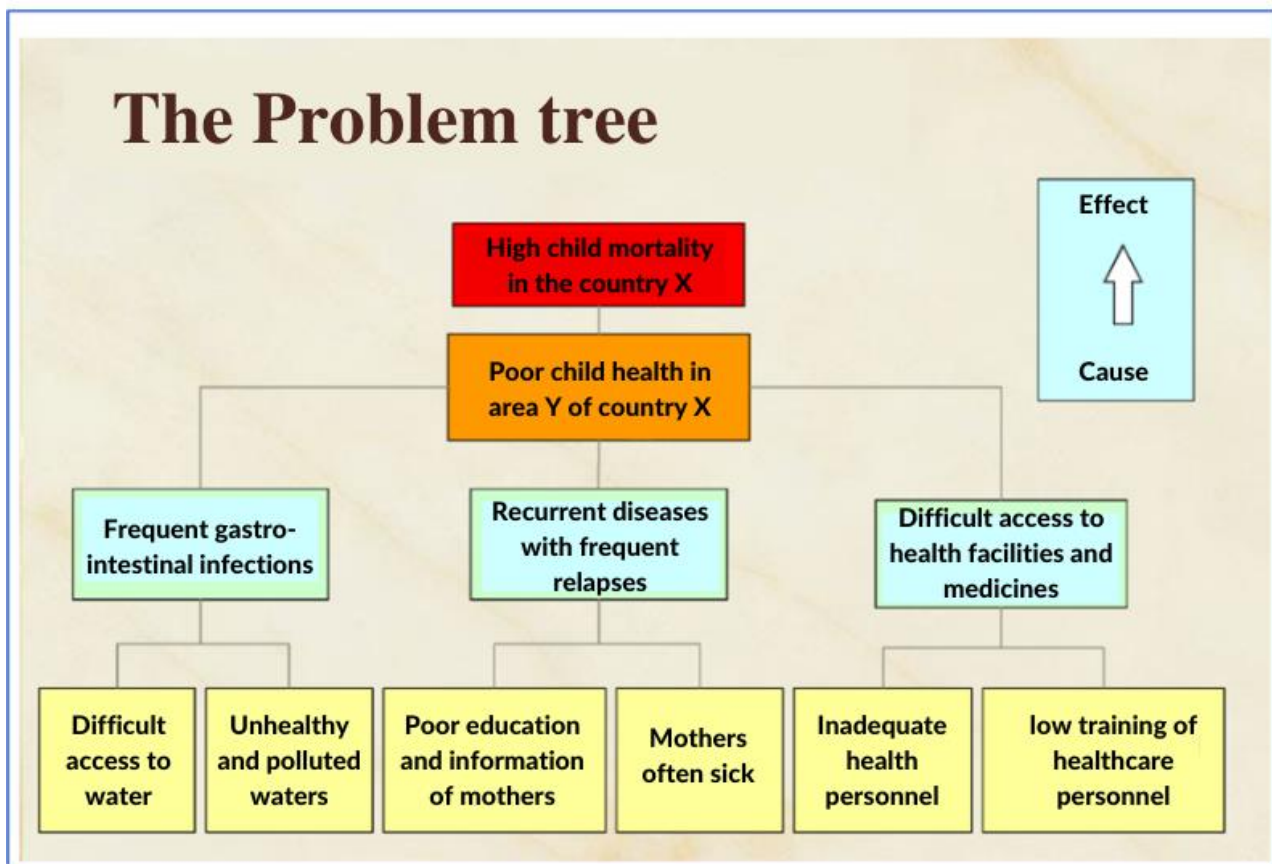 The Problem tree
Effect
Cause
High child mortality
in the country X
Poor child health in
area Y of country X
Frequent gastro-
intestinal infections
Recurrent diseases
with frequent
relapses
Difficult access to
health facilities and
medicines
Difficult
access to
water
Unhealthy
and polluted
waters
Poor education
and information
of mothers
Mothers
often sick
Inadequate
health
personnel
low training of
healthcare
personnel